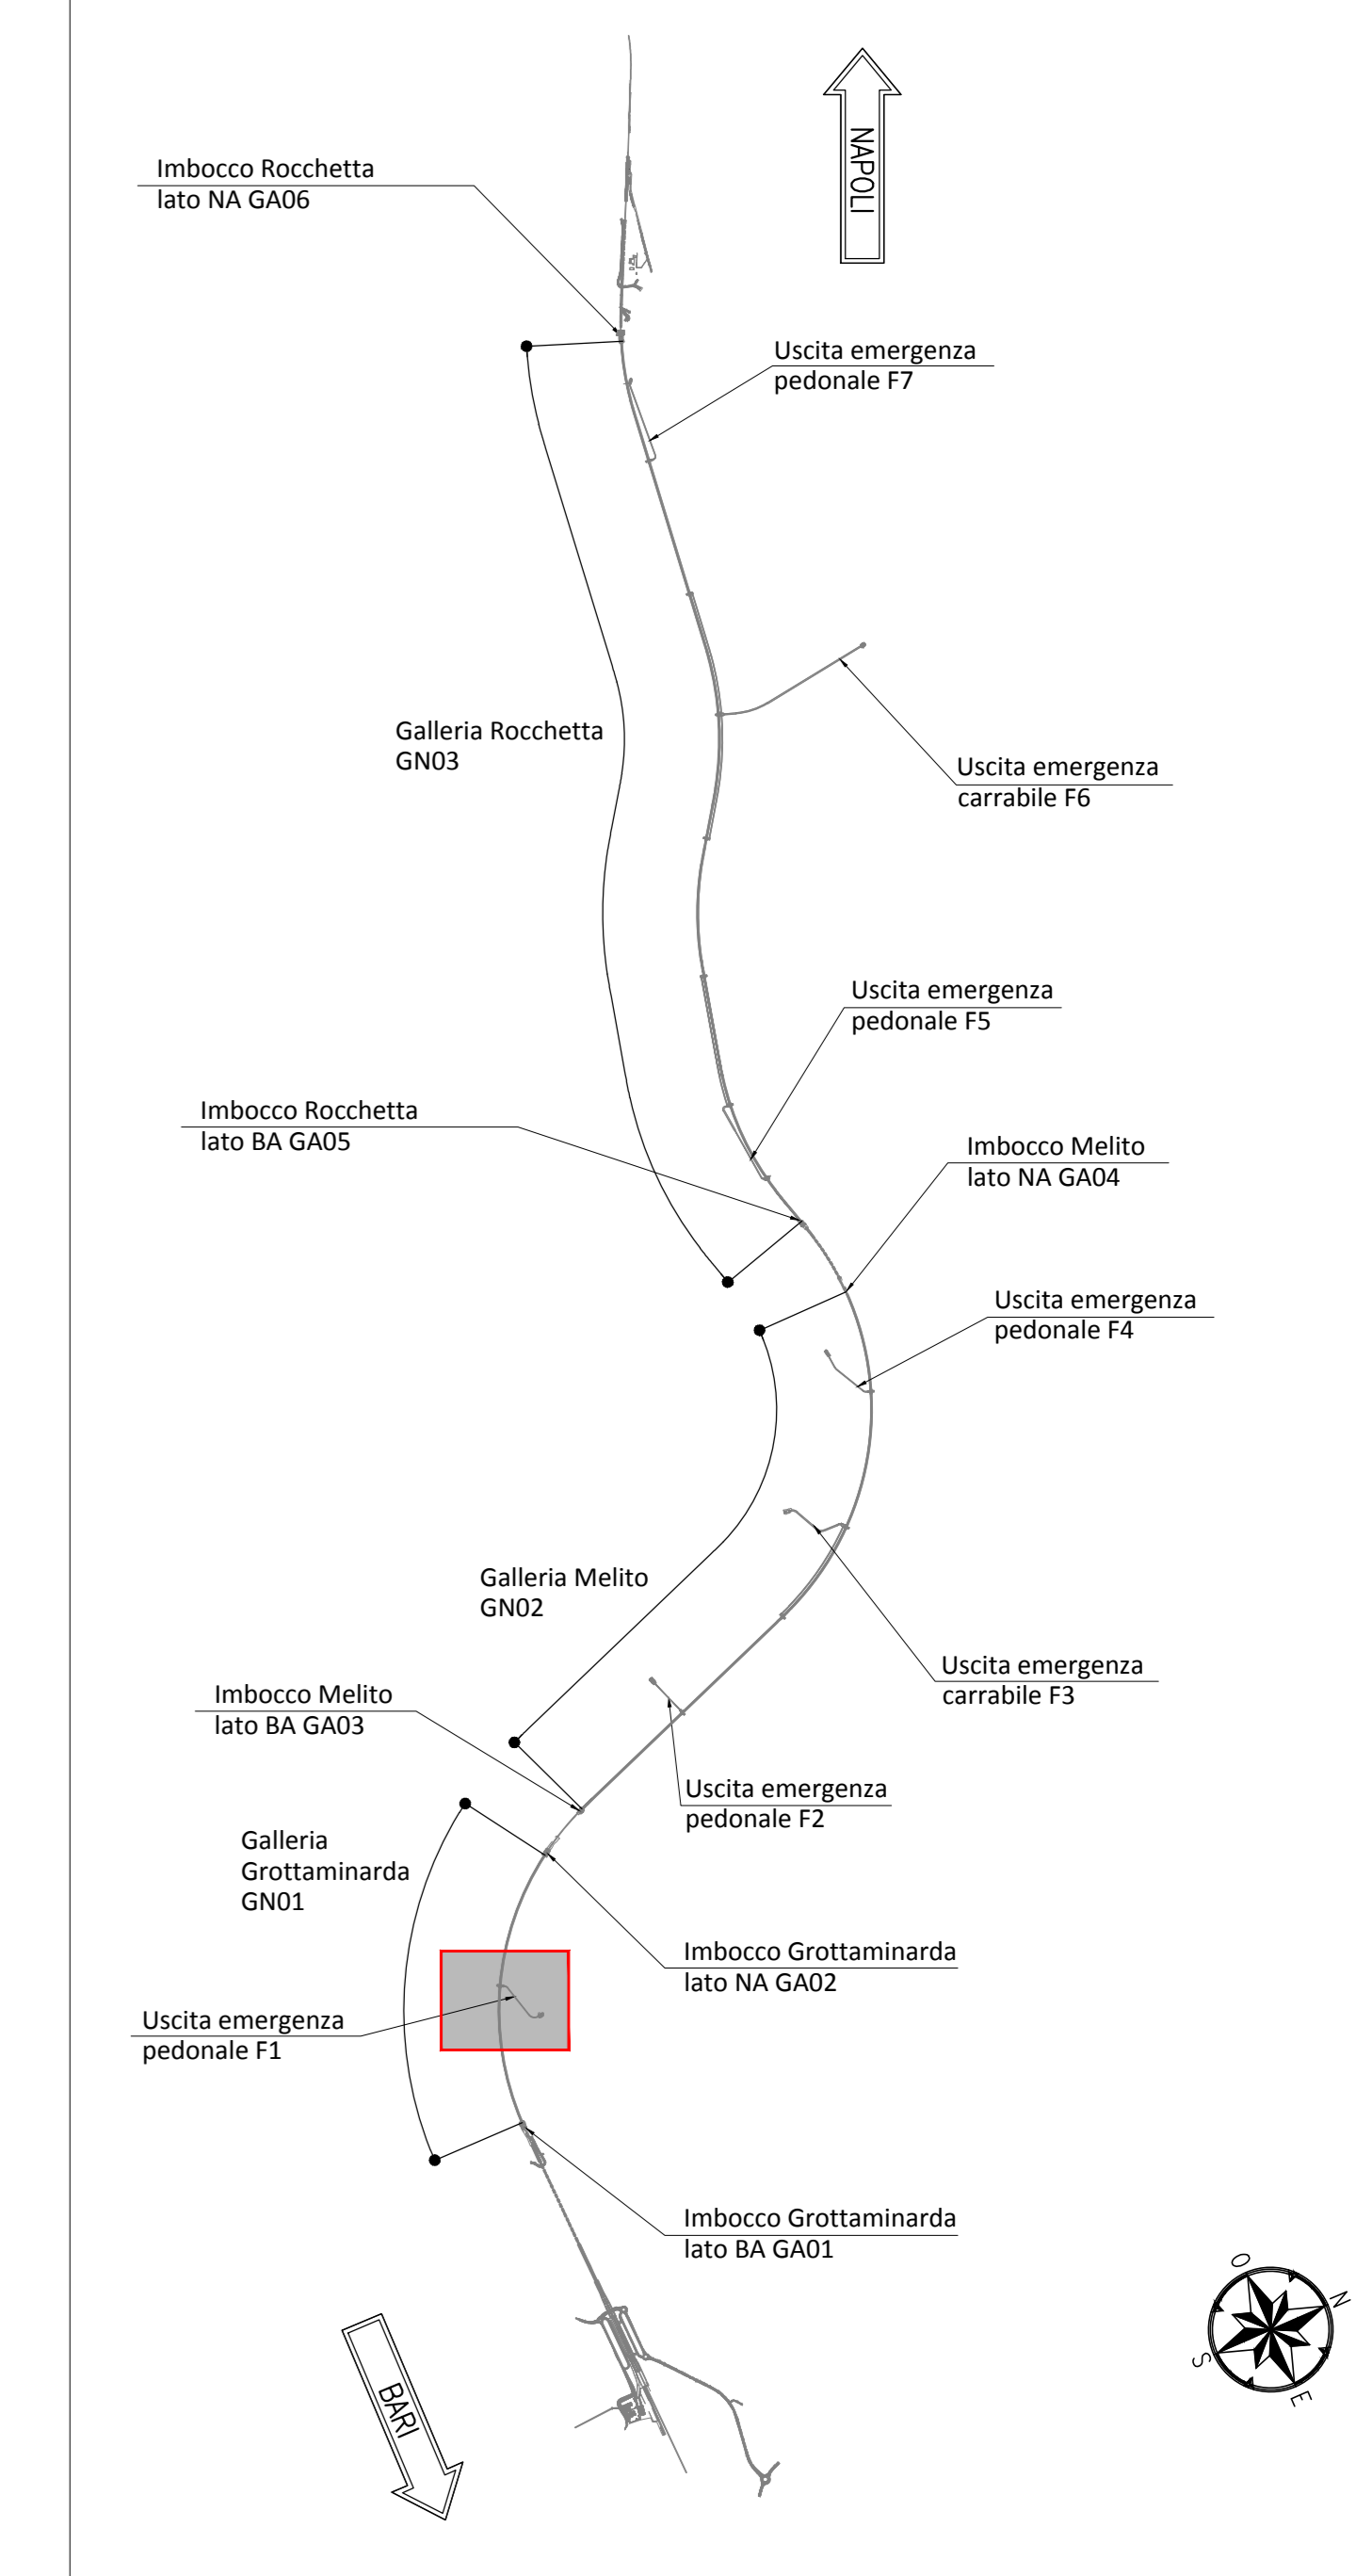 NAPOLI
Imbocco Rocchetta
lato NA GA06
Uscita emergenza
pedonale F7
Galleria Rocchetta
GN03
Uscita emergenza
carrabile F6
Uscita emergenza
pedonale F5
Imbocco Rocchetta
lato BA GA05
Imbocco Melito
lato NA GA04
Uscita emergenza
pedonale F4
Galleria Melito
GN02
Uscita emergenza
carrabile F3
Imbocco Melito
lato BA GA03
Uscita emergenza
pedonale F2
Galleria
Grottaminarda
GN01
Imbocco Grottaminarda
lato NA GA02
Uscita emergenza
pedonale F1
Imbocco Grottaminarda
lato BA GA01
BARI
O
N
S
E